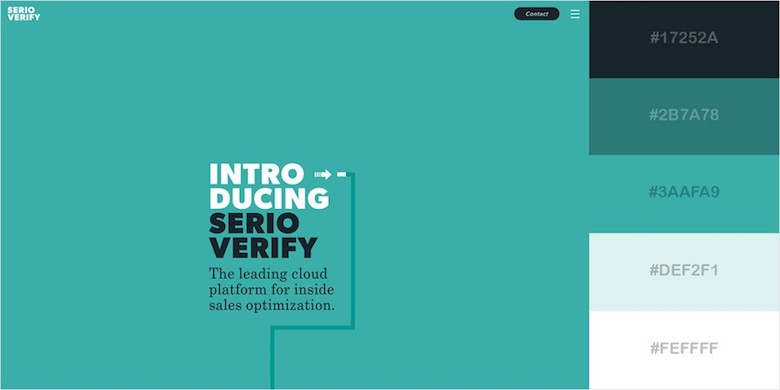 SERIO
VERIFY
Contact
INTRO
DUCING
SERIO
VERIFY
The leading cloud
platform for inside
sales optimization.
#17252A
#2B7A78
#3AAFA9
#DEF2F1
#FEFFFF